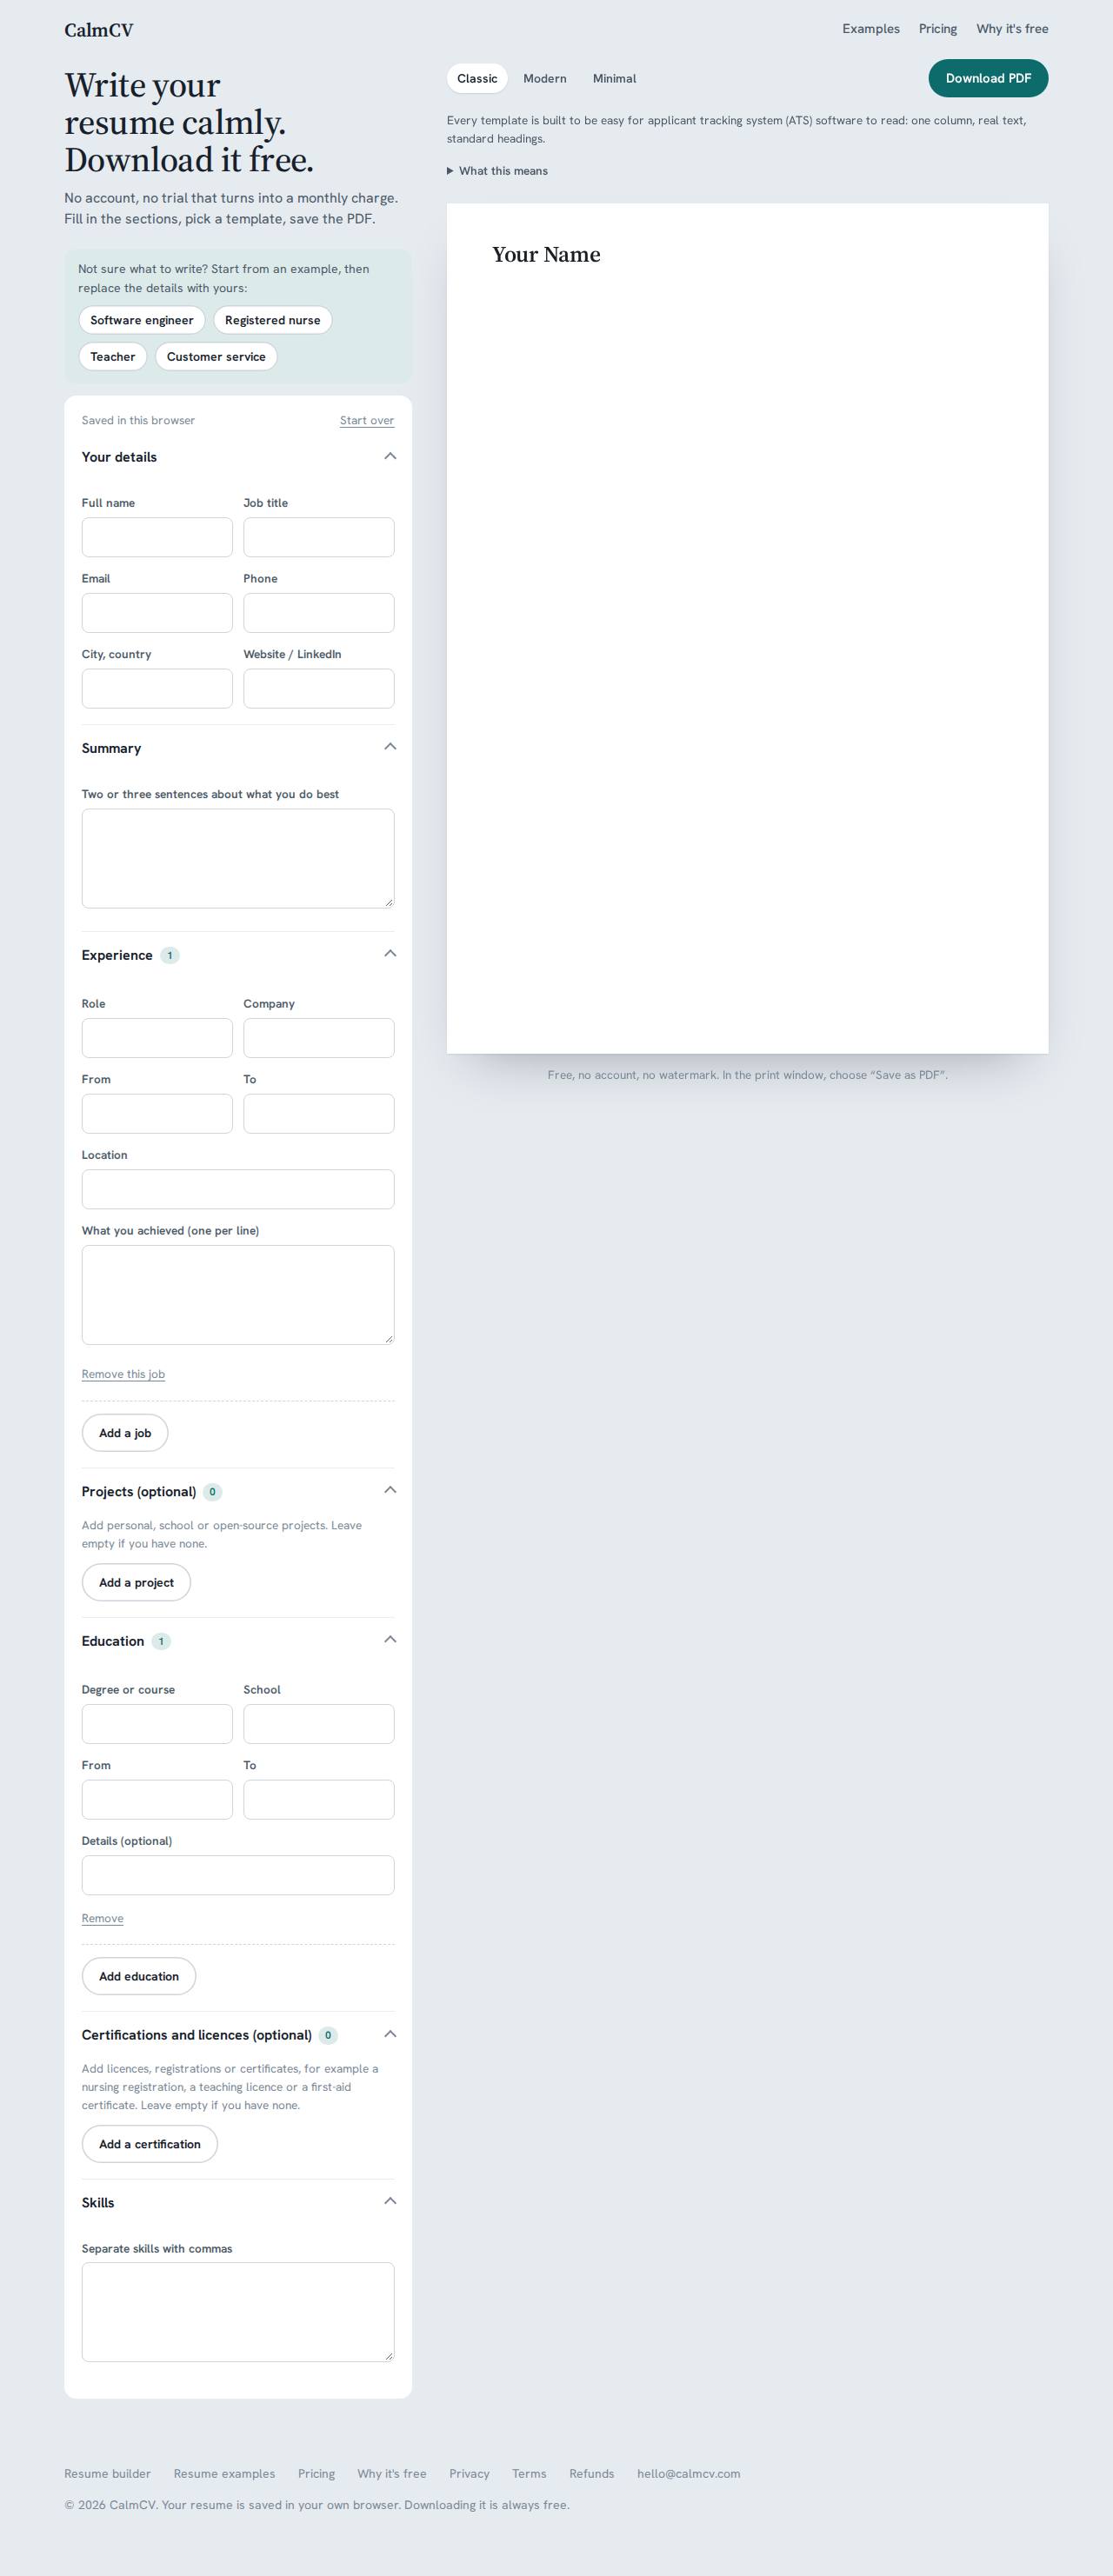 CalmCV
Examples Pricing Why it's free
Write your
resume calmly.
Download it free.
No account, no trial that turns into a monthly charge.
Fill in the sections, pick a template, save the PDF.
Not sure what to write? Start from an example, then
replace the details with yours:
Software engineer Registered nurse
Teacher Customer service
Saved in this browser Start over
Your details
Full name Job title
Email Phone
City, country Website / LinkedIn
Summary
Two or three sentences about what you do best
Experience 1
Role Company
From To
Location
What you achieved (one per line)
Remove this job
Add a job
Projects (optional) 0
Add personal, school or open-source projects. Leave
empty if you have none.
Add a project
Education 1
Degree or course School
From To
Details (optional)
Remove
Add education
Certifications and licences (optional) 0
Add licences, registrations or certificates, for example a
nursing registration, a teaching licence or a first-aid
certificate. Leave empty if you have none.
Add a certification
Skills
Separate skills with commas
Classic Modern Minimal Download PDF
Every template is built to be easy for applicant tracking system (ATS) software to read: one column, real text,
standard headings.
What this means
Your Name
Free, no account, no watermark. In the print window, choose “Save as PDF”.
Resume builder Resume examples Pricing Why it's free Privacy Terms Refunds hello@calmcv.com
© 2026 CalmCV. Your resume is saved in your own browser. Downloading it is always free.